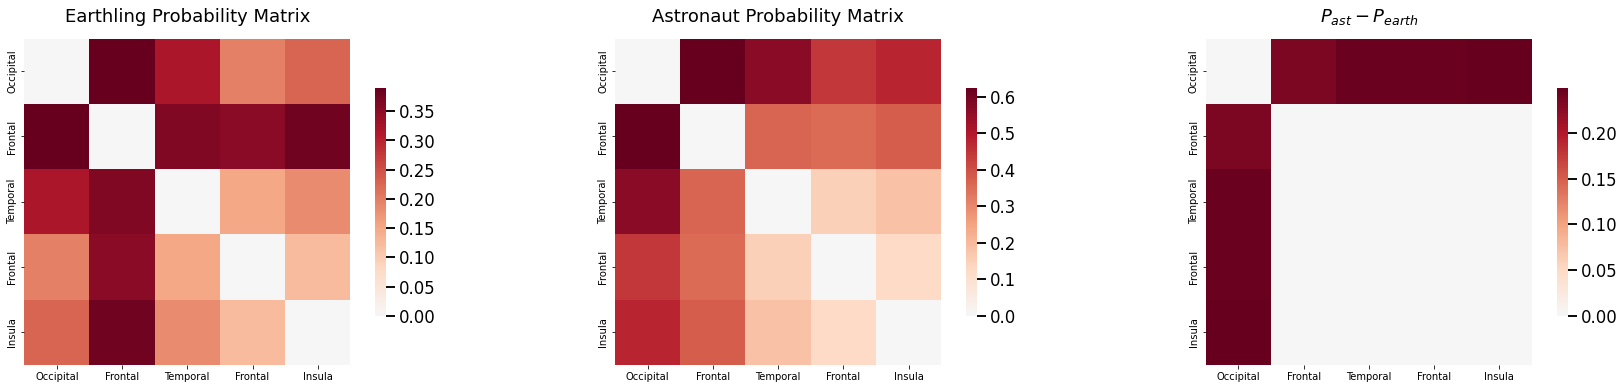 Earthling Probability Matrix
Occipital
Frontal
Temporal
Frontal
Insula
Occipital Frontal Temporal Frontal Insula
0.35
0.30
0.25
0.20
0.15
0.10
0.05
0.00
Astronaut Probability Matrix
Occipital
Frontal
Temporal
Frontal
Insula
Occipital Frontal Temporal Frontal Insula
0.6
0.5
0.4
0.3
0.2
0.1
0.0
P_{ast} − P_{earth}
Occipital
Frontal
Temporal
Frontal
Insula
Occipital Frontal Temporal Frontal Insula
0.20
0.15
0.10
0.05
0.00